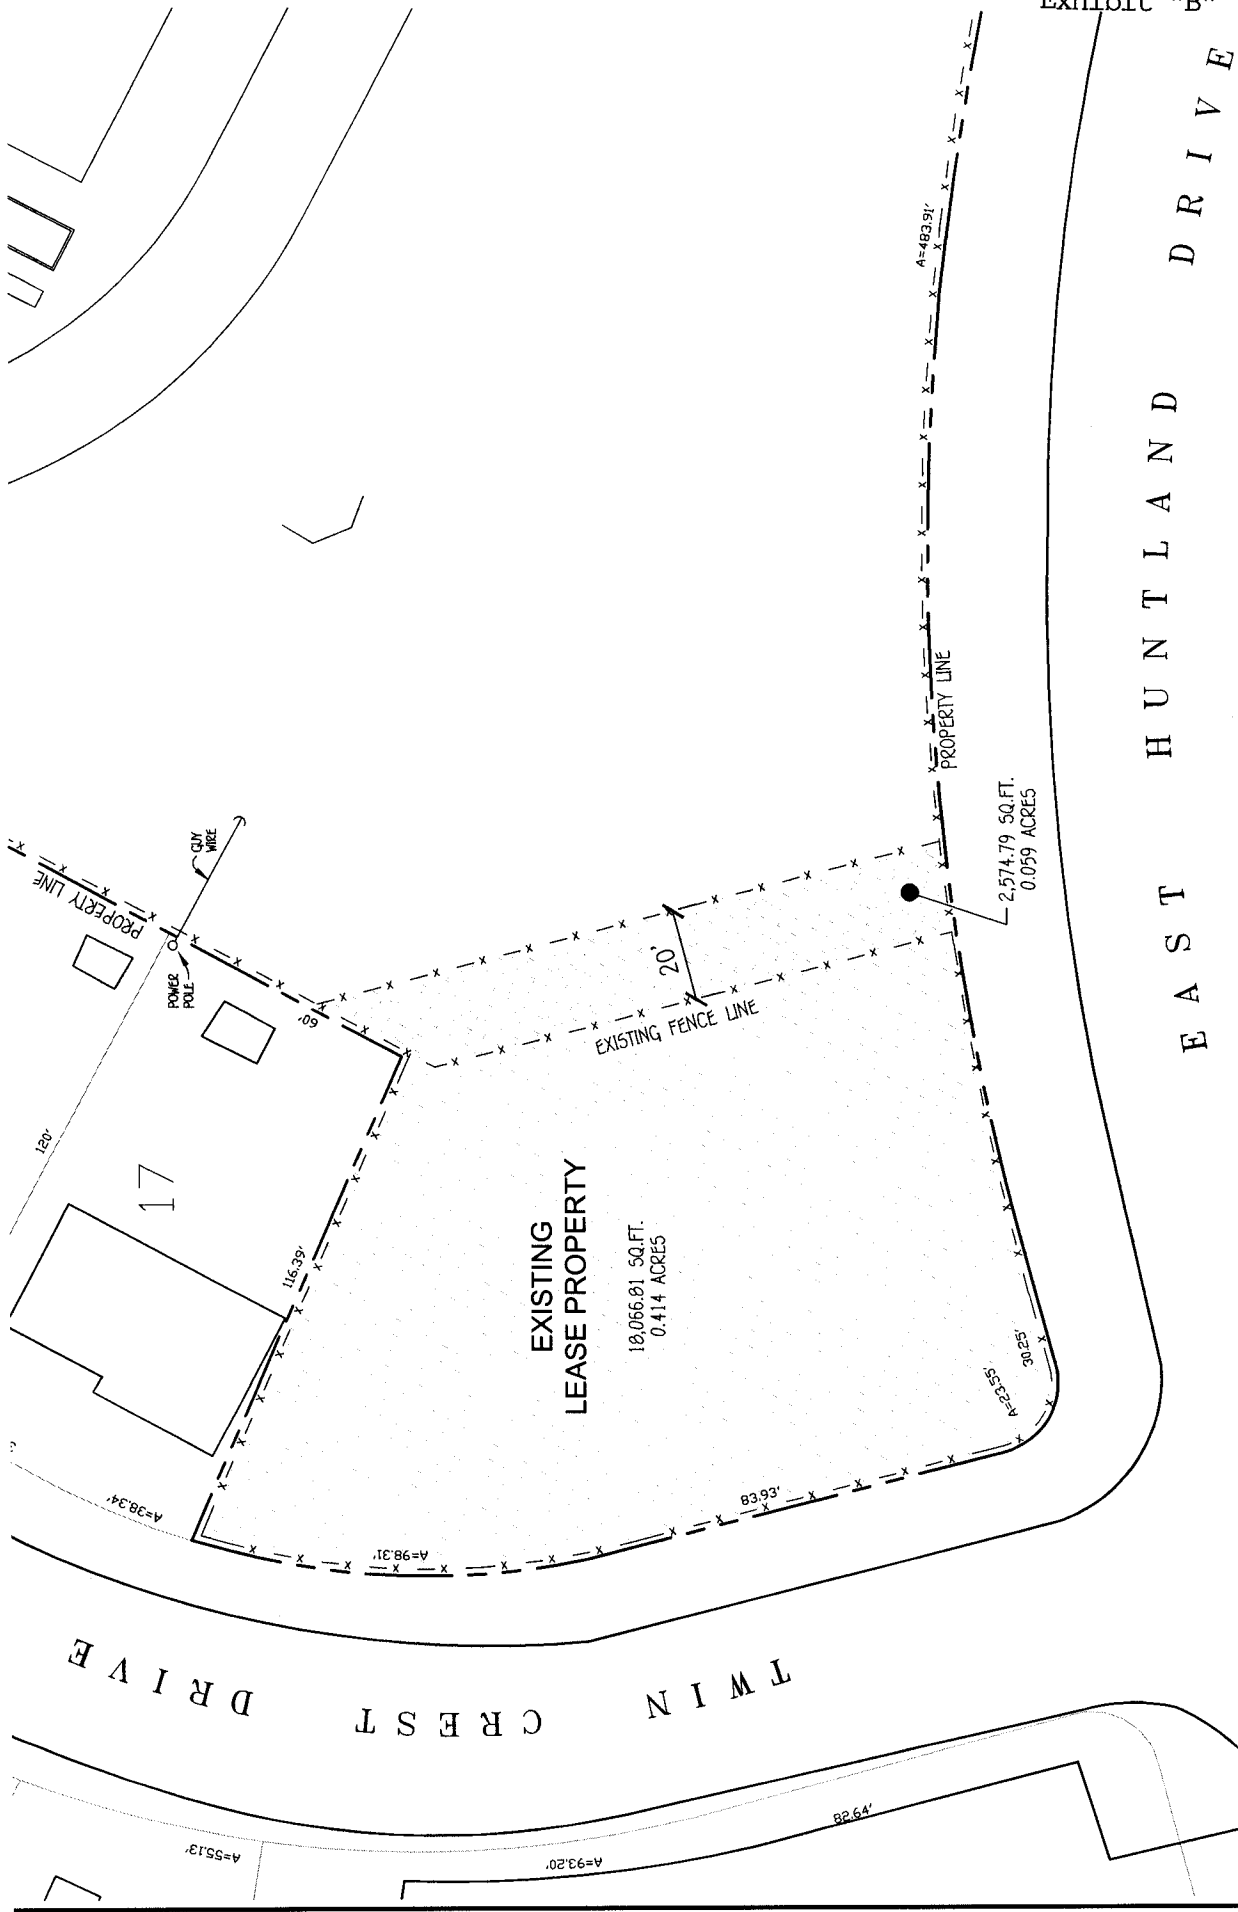 Exhibit "B"
EAST HUNTLAND DRIVE
A=483.91'
PROPERTY LINE
2,574.79 SQ.FT.
0.059 ACRES
GUY
WIRE
PROPERTY LINE
POWER
POLE
60'
20'
EXISTING FENCE LINE
120'
17
116.39'
EXISTING
LEASE PROPERTY
18,066.81 SQ.FT.
0.414 ACRES
30.25'
A=23.55'
83.93'
A=98.31'
A=38.34'
TWIN CREST DRIVE
82.64'
A=93.20'
A=55.13'